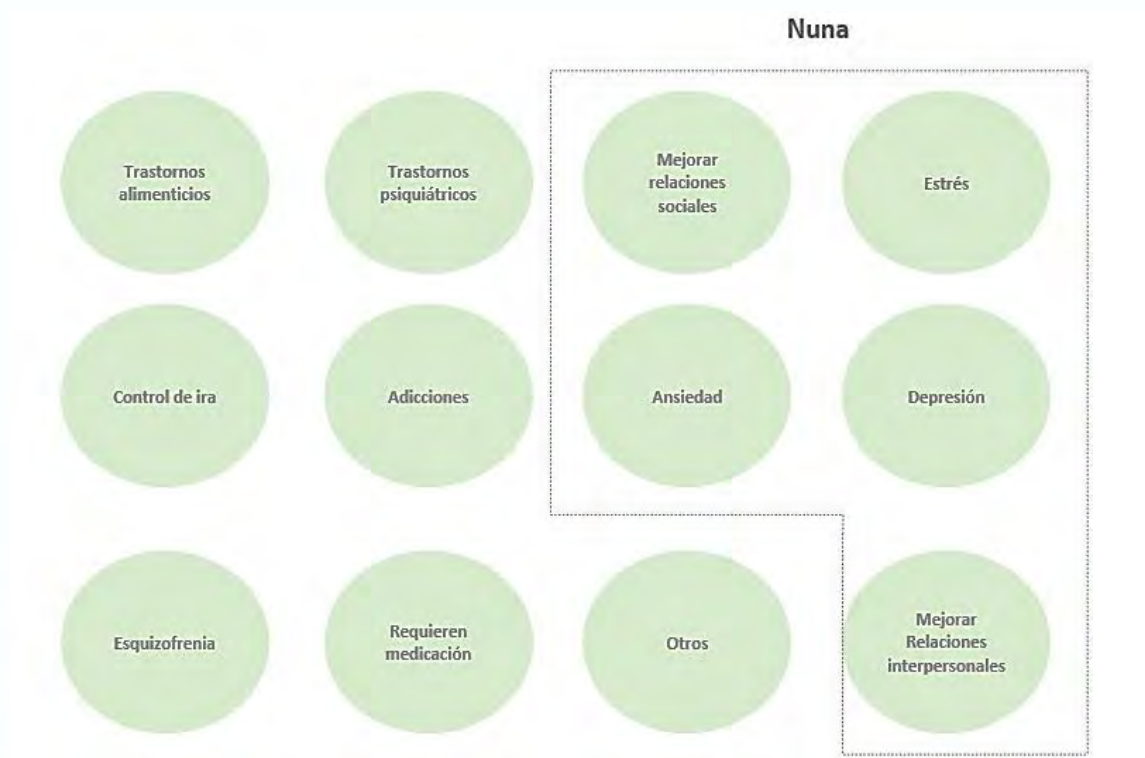 Nuna
Trastornos
alimenticios
Trastornos
psiquiátricos
Mejorar
relaciones
sociales
Estrés
Control de ira
Adicciones
Ansiedad
Depresión
Esquizofrenia
Requieren
medicación
Otros
Mejorar
Relaciones
interpersonales